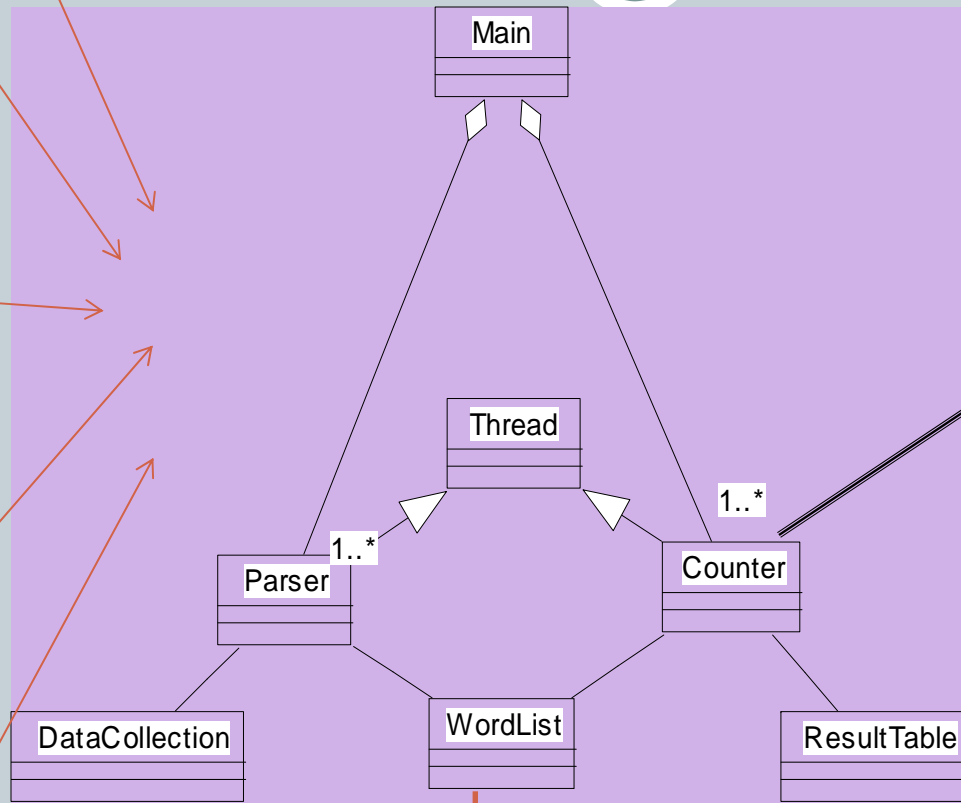 Main
Thread
1..*
1..*
Parser
Counter
DataCollection
WordList
ResultTable